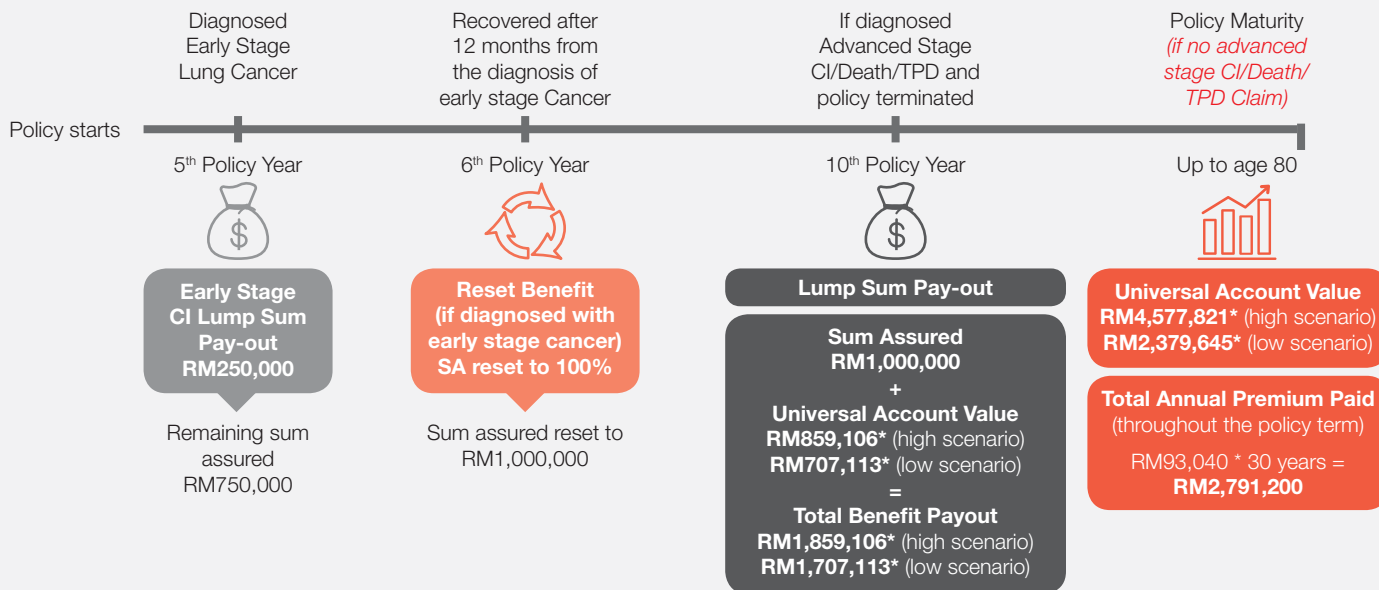 Diagnosed
Early Stage
Lung Cancer
Recovered after
12 months from
the diagnosis of
early stage Cancer
If diagnosed
Advanced Stage
CI/Death/TPD and
policy terminated
Policy Maturity
(if no advanced
stage CI/Death/
TPD Claim)
Policy starts
5th Policy Year
6th Policy Year
10th Policy Year
Up to age 80
$
$
Early Stage
CI Lump Sum
Pay-out
RM250,000
Remaining sum
assured
RM750,000
Reset Benefit
(if diagnosed with
early stage cancer)
SA reset to 100%
Sum assured reset to
RM1,000,000
Lump Sum Pay-out
Sum Assured
RM1,000,000
+
Universal Account Value
RM859,106* (high scenario)
RM707,113* (low scenario)
=
Total Benefit Payout
RM1,859,106* (high scenario)
RM1,707,113* (low scenario)
Universal Account Value
RM4,577,821* (high scenario)
RM2,379,645* (low scenario)
Total Annual Premium Paid
(throughout the policy term)
RM93,040 * 30 years =
RM2,791,200